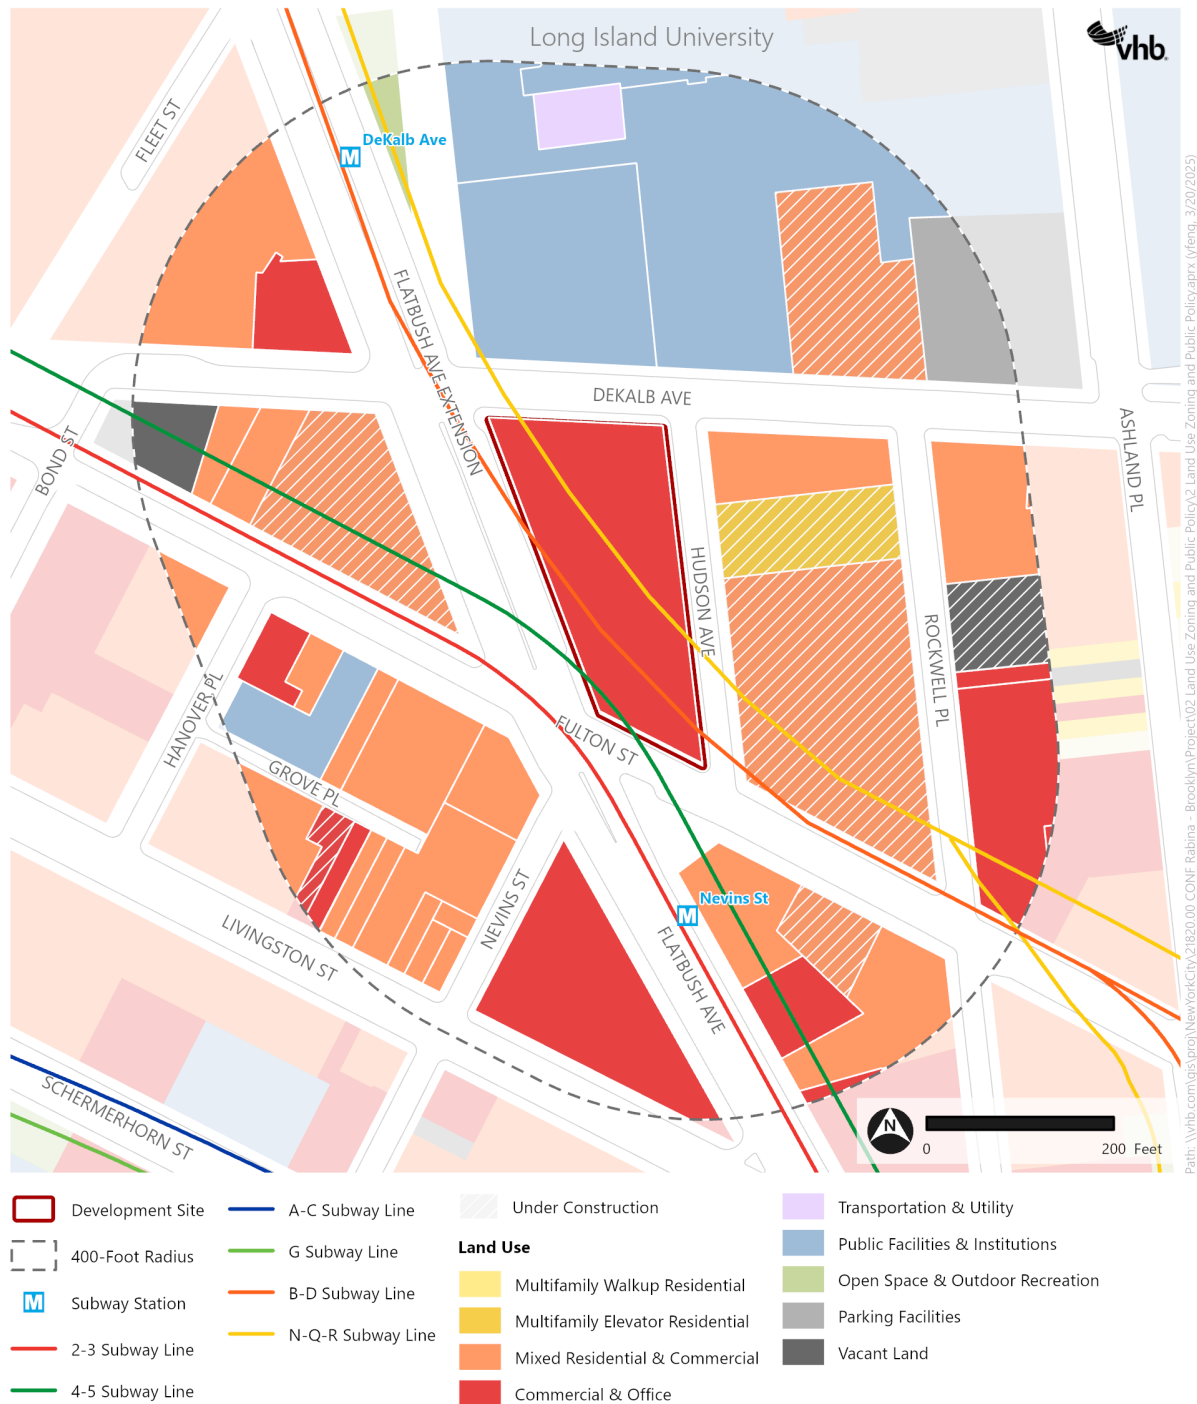 Long Island University
vhb
FLEET ST
DeKalb Ave
M
FLATBUSH AVE EXTENSION
DEKALB AVE
ASHLAND PL
BOND ST
HUDSON AVE
ROCKWELL PL
HANOVER PL
FULTON ST
GROVE PL
NEVINS ST
Nevins St
M
LIVINGSTON ST
FLATBUSH AVE
SCHERMERHORN ST
N
0
200 Feet
Path: \\vhb.com\gis\proj\NewYorkCity\21820.00 CONF Rabina - Brooklyn\Project\02 Land Use Zoning and Public Policy\2 Land Use Zoning and Public Policy.aprx (yfeng, 3/20/2025)
Development Site
400-Foot Radius
M Subway Station
2-3 Subway Line
4-5 Subway Line
A-C Subway Line
G Subway Line
B-D Subway Line
N-Q-R Subway Line
Under Construction
Land Use
Multifamily Walkup Residential
Multifamily Elevator Residential
Mixed Residential & Commercial
Commercial & Office
Transportation & Utility
Public Facilities & Institutions
Open Space & Outdoor Recreation
Parking Facilities
Vacant Land